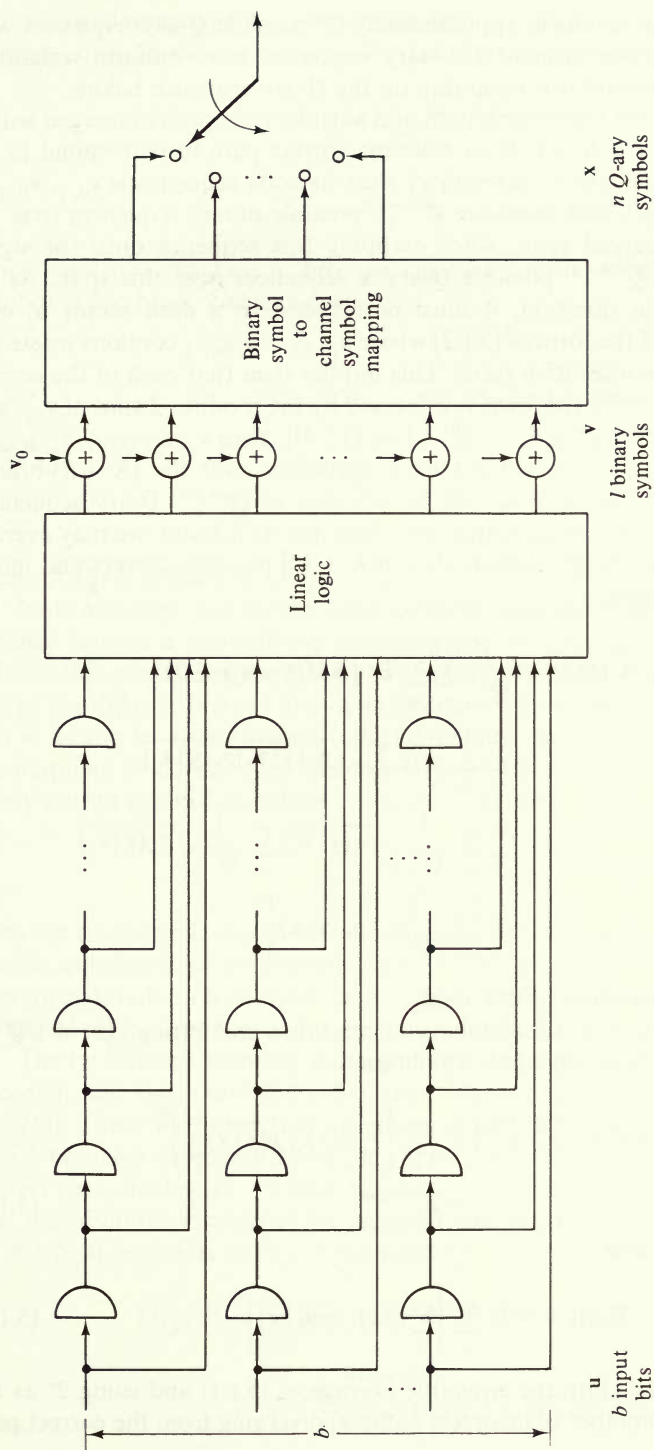 b
u
b input
bits
Linear
logic
v₀
+
+
+
+
+
v
l binary
symbols
Binary
symbol
to
channel
symbol
mapping
x
n Q-ary
symbols